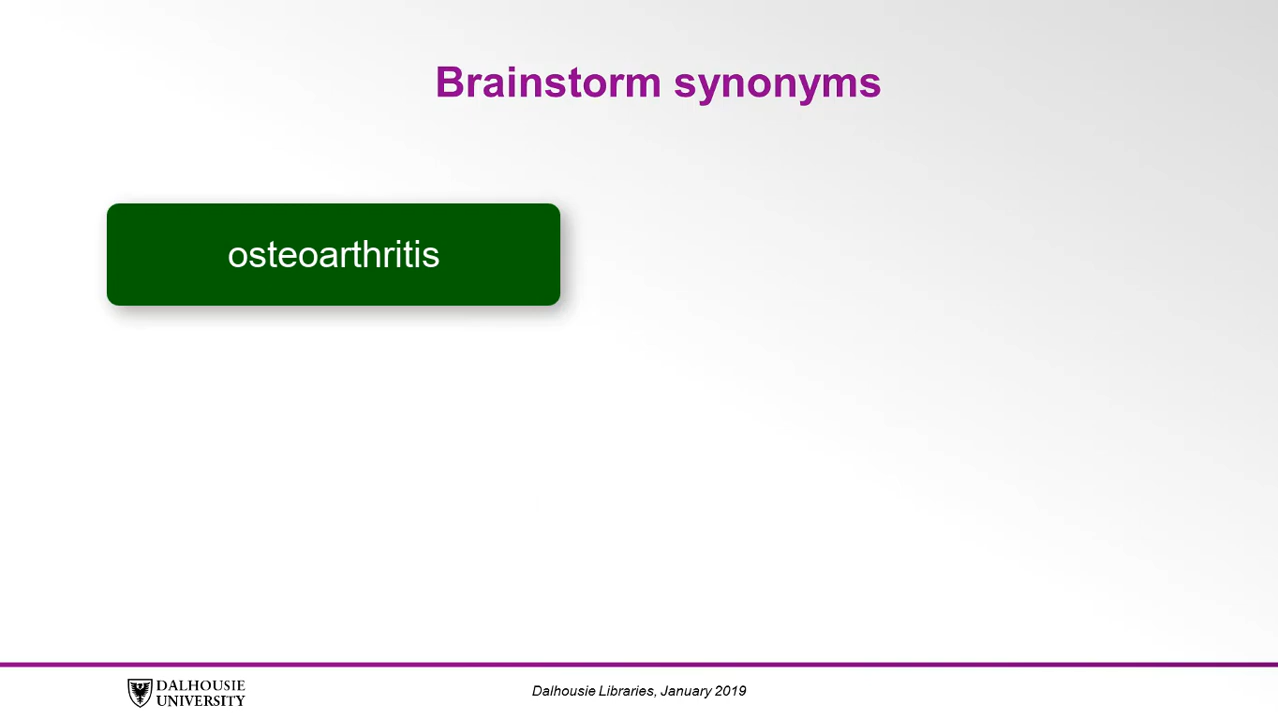 Brainstorm synonyms
osteoarthritis
DALHOUSIE
UNIVERSITY
Dalhousie Libraries, January 2019